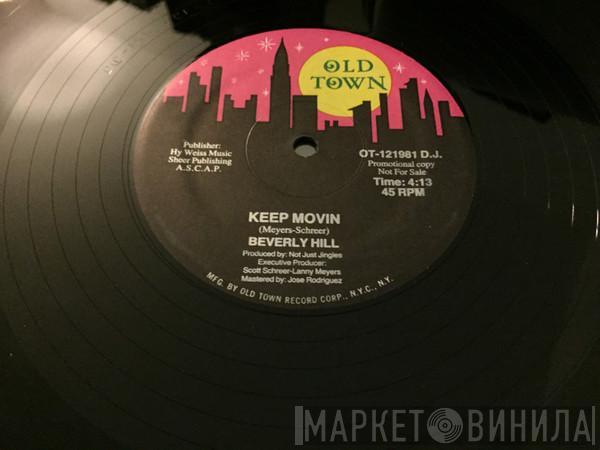 OLD
TOWN
Publisher:
Hy Weiss Music
Sheer Publishing
A.S.C.A.P.
OT-121981 D.J.
Promotional copy
Not For Sale
Time: 4:13
45 RPM
KEEP MOVIN
(Meyers-Schreer)
BEVERLY HILL
Produced by: Not Just Jingles
Executive Producer:
Scott Schreer-Lanny Meyers
Mastered by: Jose Rodriguez
MFG. BY OLD TOWN RECORD CORP., N.Y.C., N.Y.
МАРКЕТ ВИНИЛА